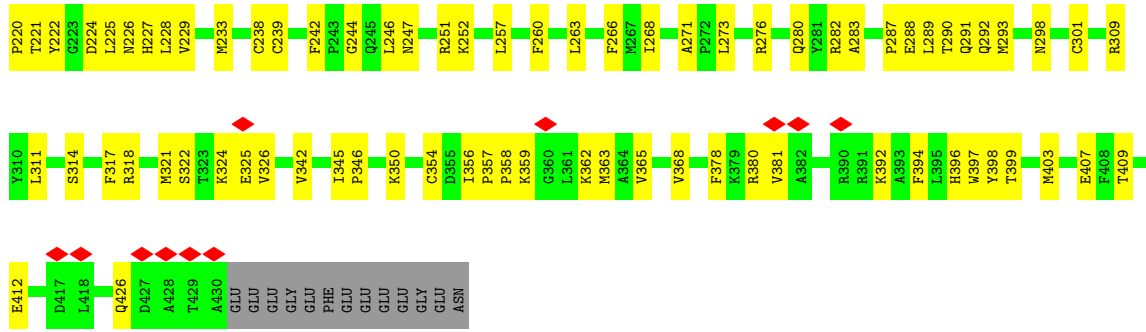 P220 T221 Y222 G223 D224 L225 N226 H227 L228 V229 M233 C238 C239 F242 P243 G244 Q245 L246 N247 R251 K252 L257 F260 L263 F266 M267 I268 A271 P272 L273 R276 Q280 Y281 R282 A283 P287 E288 L289 T290 Q291 Q292 M293 N298 C301 R309
Y310 L311 S314 F317 R318 M321 S322 T323 K324 E325 V326 V342 I345 P346 K350 C354 D355 I356 P357 P358 K359 G360 L361 K362 M363 A364 V365 V368 F378 K379 R380 V381 A382 R390 R391 K392 A393 F394 L395 H396 W397 Y398 T399 M403 E407 F408 T409
E412 D417 L418 Q426 D427 A428 T429 A430 GLU GLU GLU GLY GLU PHE GLU GLU GLU GLU GLY GLU ASN